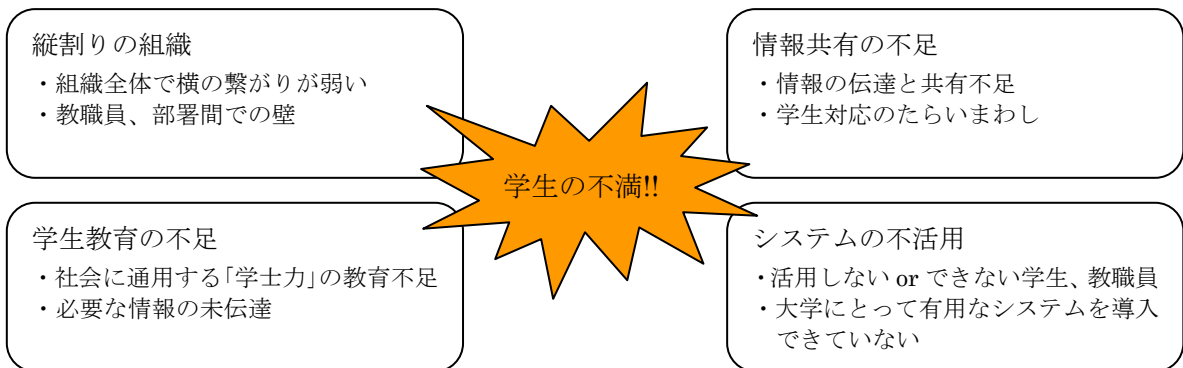 縦割りの組織
・組織全体で横の繋がりが弱い
・教職員、部署間での壁
情報共有の不足
・情報の伝達と共有不足
・学生対応のたらいまわし
学生の不満!!
学生教育の不足
・社会に通用する「学士力」の教育不足
・必要な情報の未伝達
システムの不活用
・活用しない or できない学生、教職員
・大学にとって有用なシステムを導入
できていない